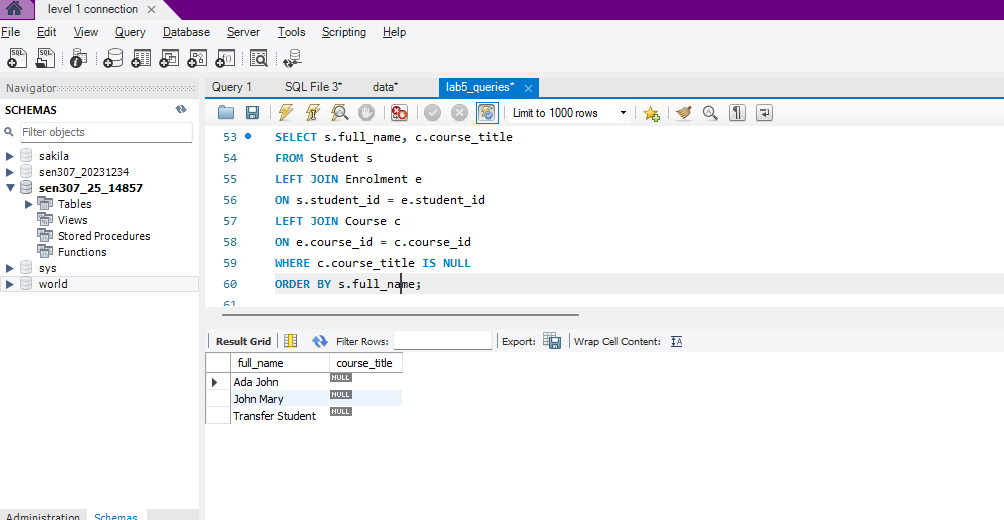 level 1 connection
File Edit View Query Database Server Tools Scripting Help
Navigator
SCHEMAS
Filter objects
sakila
sen307_20231234
sen307_25_14857
Tables
Views
Stored Procedures
Functions
sys
world
Administration Schemas
Query 1 SQL File 3* data* lab5_queries*
Limit to 1000 rows
53 SELECT s.full_name, c.course_title
54 FROM Student s
55 LEFT JOIN Enrolment e
56 ON s.student_id = e.student_id
57 LEFT JOIN Course c
58 ON e.course_id = c.course_id
59 WHERE c.course_title IS NULL
60 ORDER BY s.full_name;
61
Result Grid Filter Rows: Export: Wrap Cell Content:
full_name course_title
Ada John NULL
John Mary NULL
Transfer Student NULL